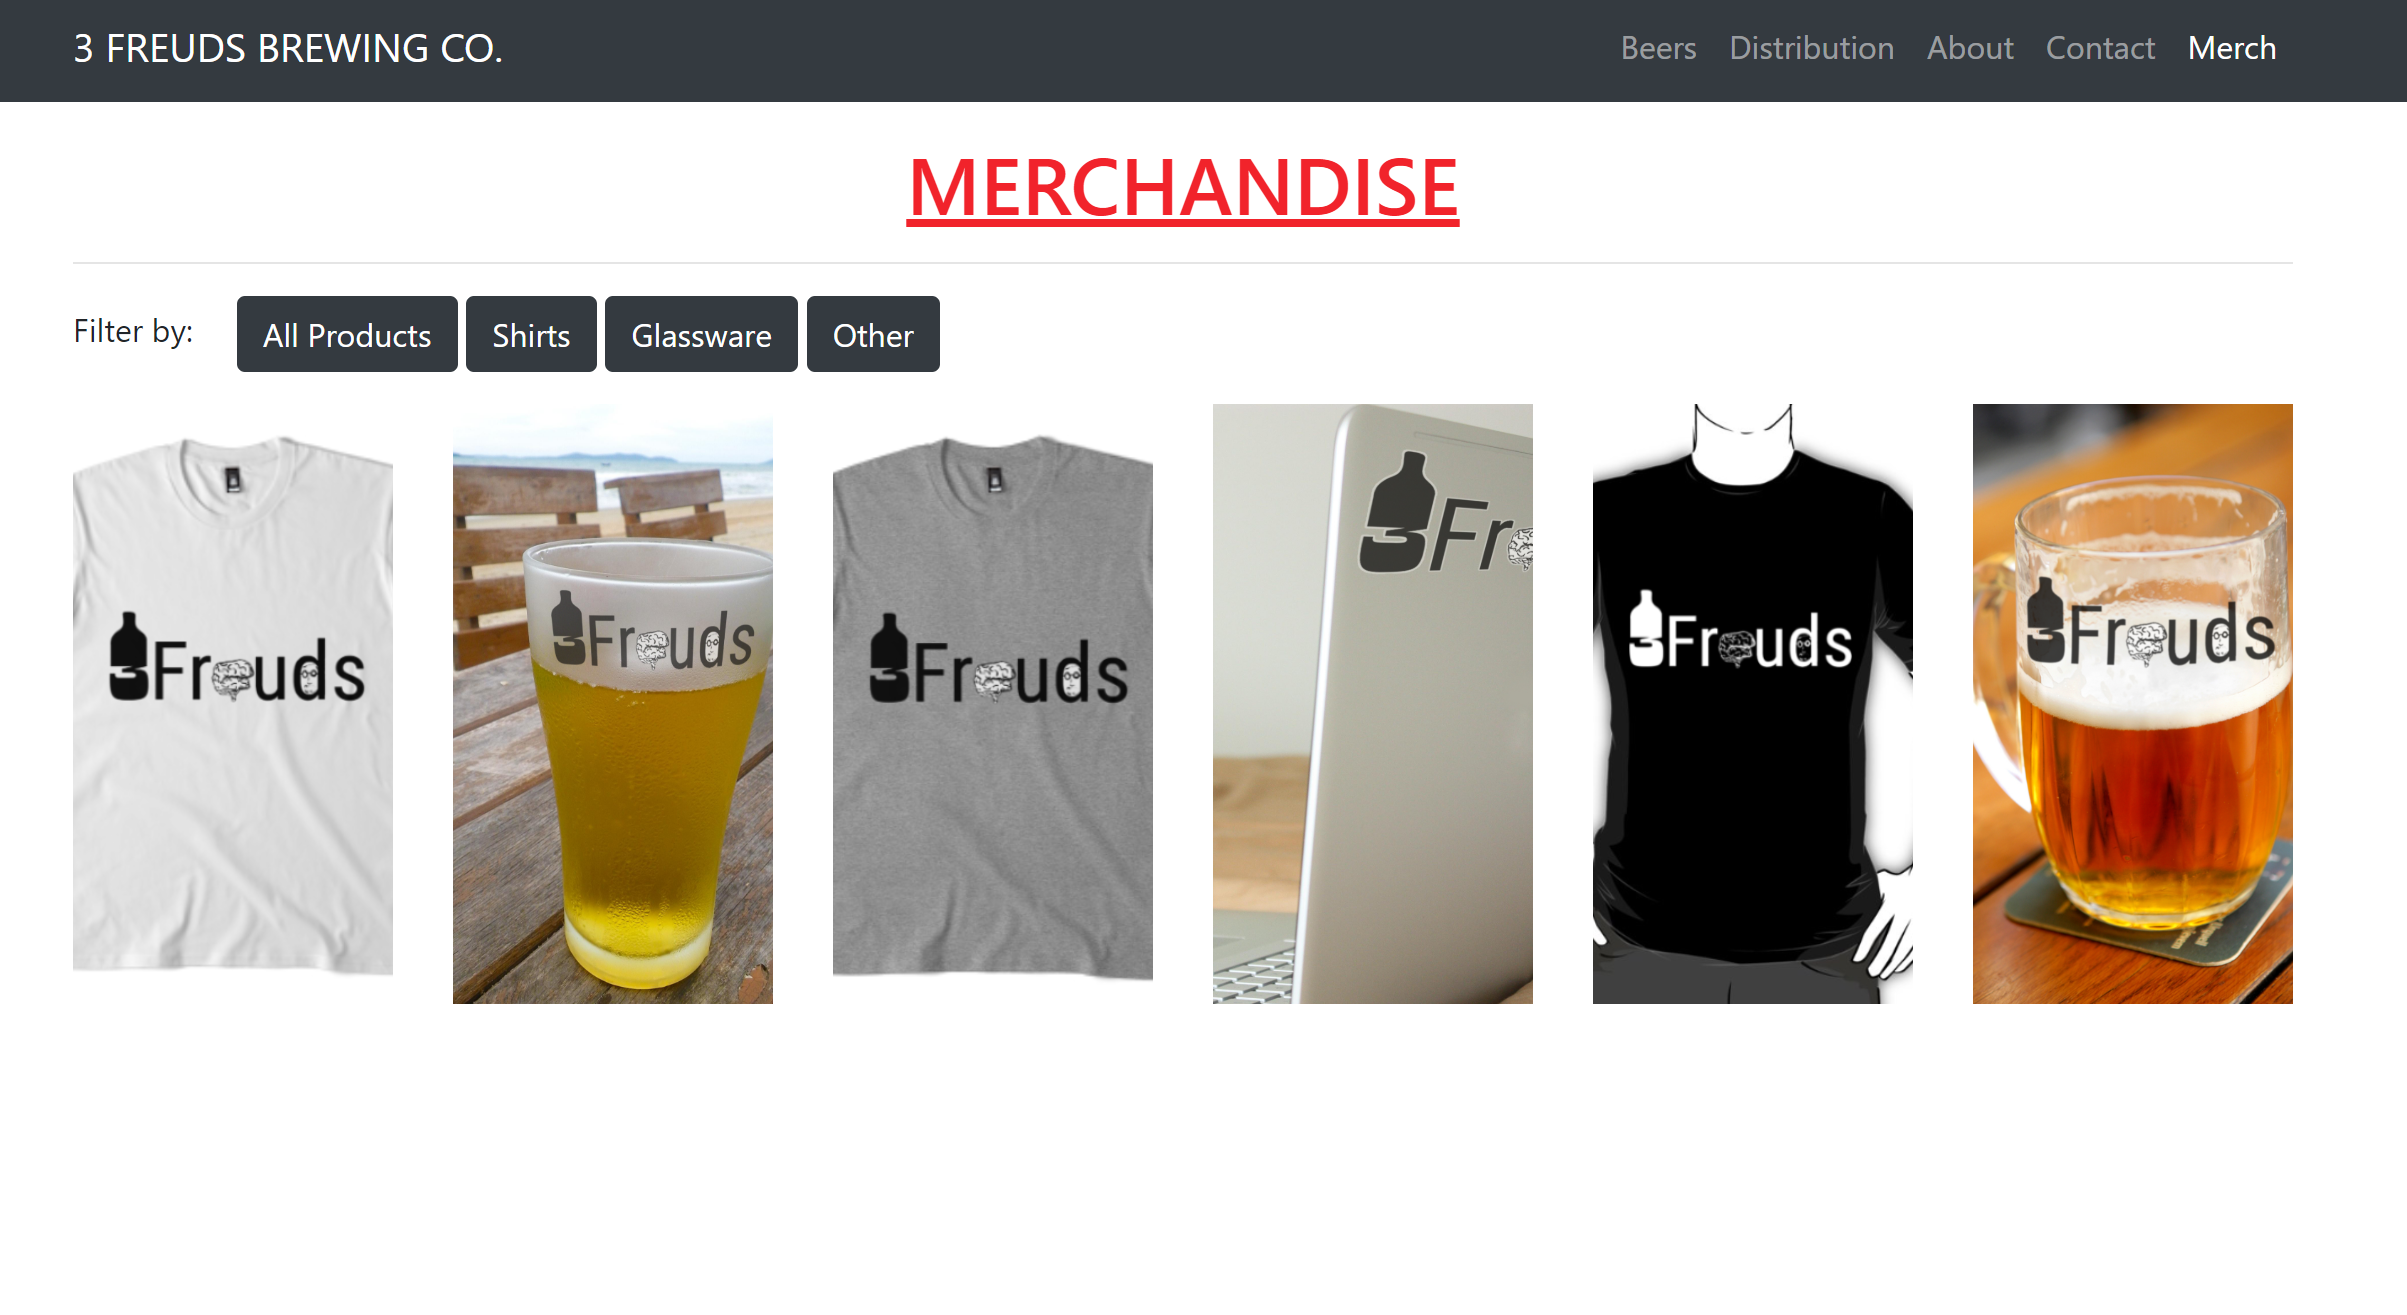 3 FREUDS BREWING CO.
Beers Distribution About Contact Merch
MERCHANDISE
Filter by: All Products Shirts Glassware Other
3Freuds
3Freuds
3Freuds
3Fre
3Freuds
3Freuds